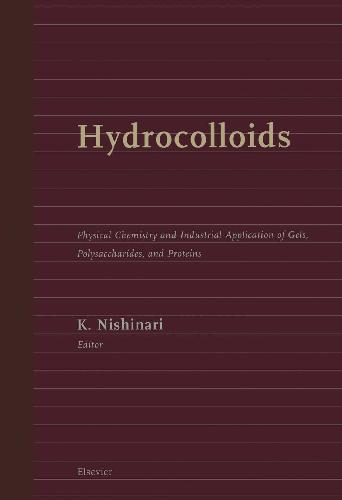 Hydrocolloids
Physical Chemistry and Industrial Application of Gels,
Polysaccharides, and Proteins
K. Nishinari
Editor
Elsevier